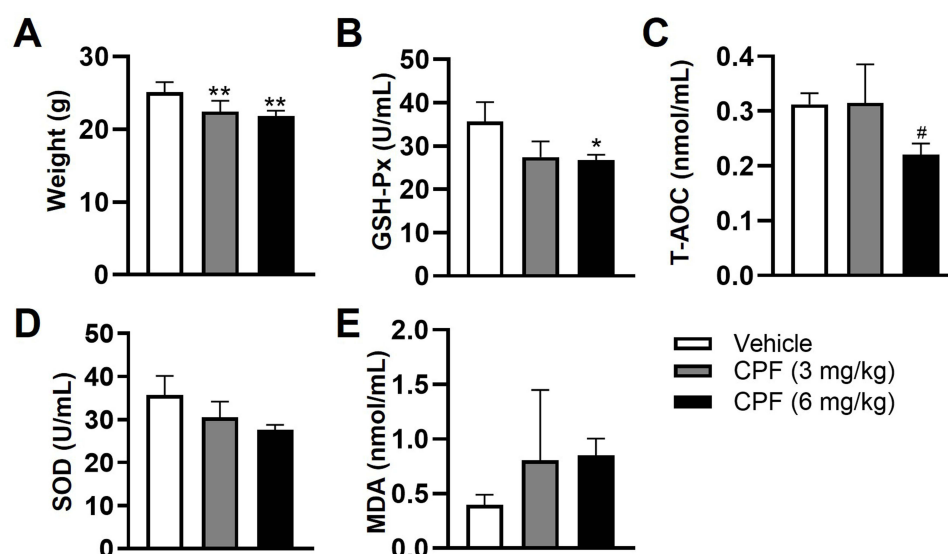 A
Weight (g)
30
20
10
0
**
**
B
GSH-Px (U/mL)
50
40
30
20
10
0
*
C
T-AOC (nmol/mL)
0.4
0.3
0.2
0.1
0.0
#
D
SOD (U/mL)
50
40
30
20
10
0
E
MDA (nmol/mL)
2.0
1.5
1.0
0.5
0.0
Vehicle
CPF (3 mg/kg)
CPF (6 mg/kg)